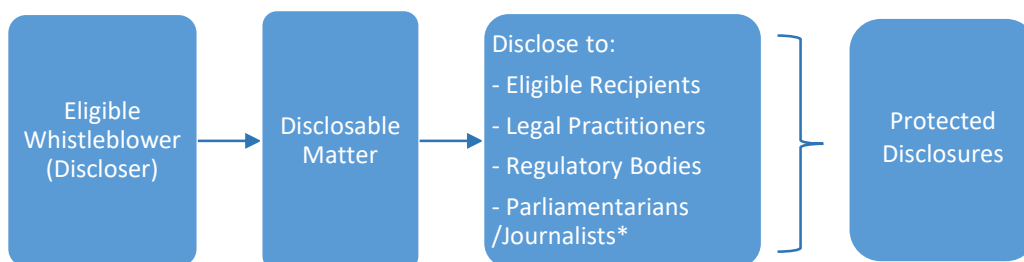 Eligible
Whistleblower
(Discloser)
Disclosable
Matter
Disclose to:
- Eligible Recipients
- Legal Practitioners
- Regulatory Bodies
- Parliamentarians
/Journalists*
Protected
Disclosures